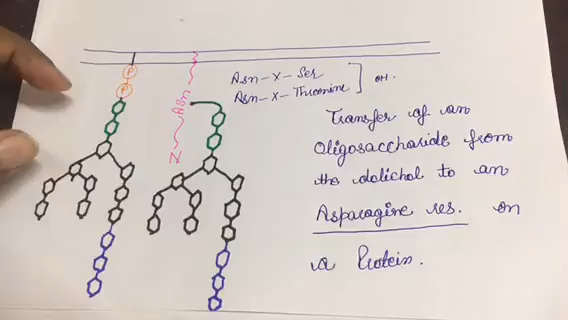 P
P
Asn
N
Asn-X-Ser
Asn-X-Threonine
OH.
Transfer of an
Oligosaccharide from
the dolichol to an
Asparagine res. on
a Protein.